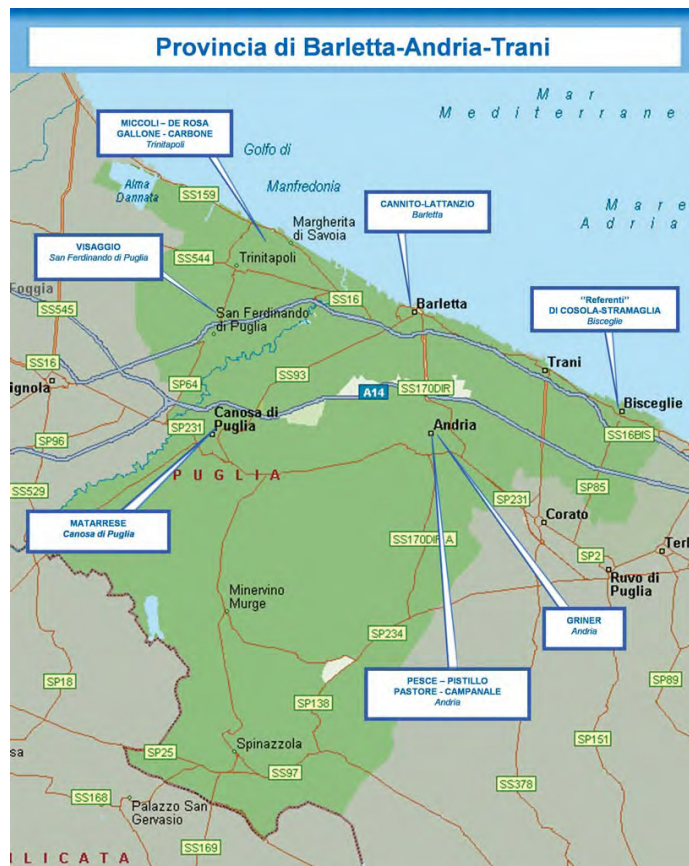 Provincia di Barletta-Andria-Trani
Mar
Mediterrane
MICCOLI – DE ROSA
GALLONE - CARBONE
Trinitapoli
Golfo di
Manfredonia
Alma
Dannata
SS159
CANNITO-LATTANZIO
Barletta
Mare
Adria
Margherita
di Savoia
VISAGGIO
San Ferdinando di Puglia
SS544
Trinitapoli
Foggia
SS545
San Ferdinando
di Puglia
SS16
Barletta
"Referenti"
DI COSOLA-STRAMAGLIA
Bisceglie
SS16
ignola
SP64
SS93
Trani
A14
SS170DIR
Bisceglie
SP96
SP231
Canosa di
Puglia
Andria
SS16BIS
PUGLIA
SS529
SP231
SP85
MATARRESE
Canosa di Puglia
Corato
SS170DIR A
SP2
Terl
Ruvo di
Puglia
Minervino
Murge
GRINER
Andria
SP234
SP18
PESCE – PISTILLO
PASTORE - CAMPANALE
Andria
SP89
SP138
SP151
sa
SP25
Spinazzola
SS97
SS378
SS168
Palazzo San
Gervasio
SS169
ILICATA